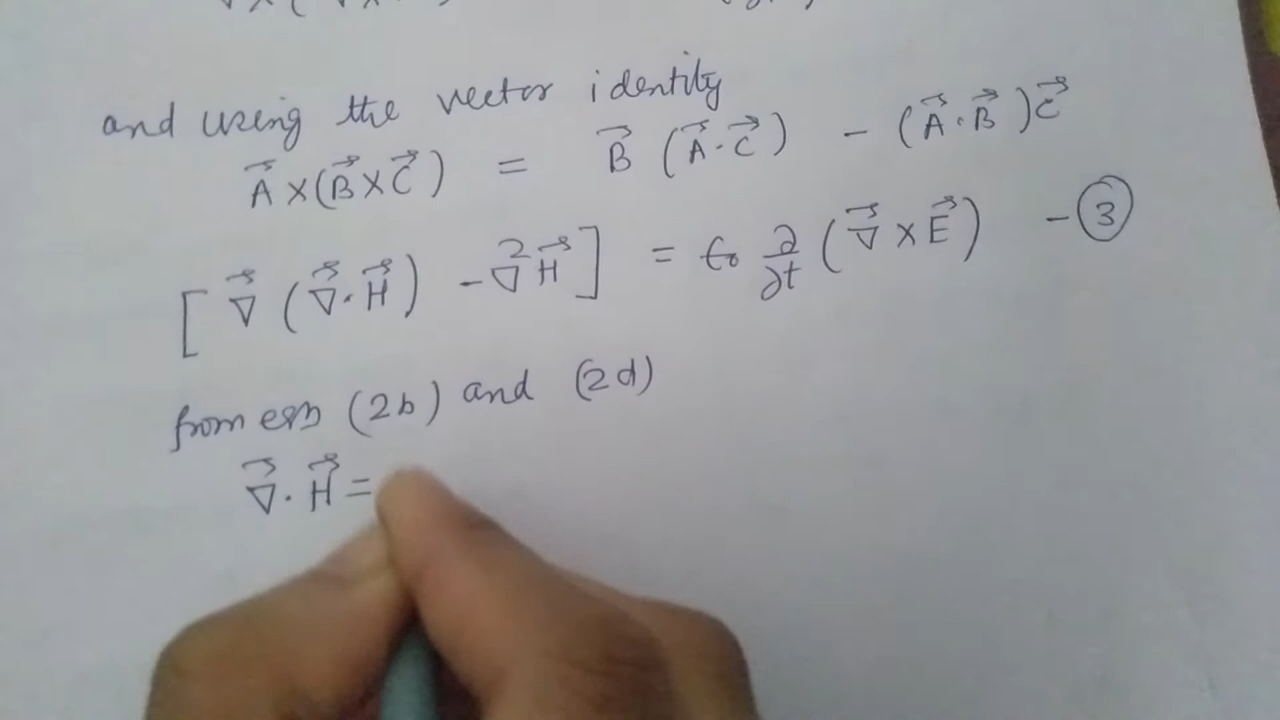 and using the vector identity
A⃗ × (B⃗ × C⃗) = B⃗ (A⃗ · C⃗) - (A⃗ · B⃗) C⃗
[ ∇⃗ (∇⃗ · H⃗) - ∇² H⃗ ] = ϵ₀ ∂/∂t (∇⃗ × E⃗) - ③
from eqn (2b) and (2d)
∇⃗ · H⃗ =